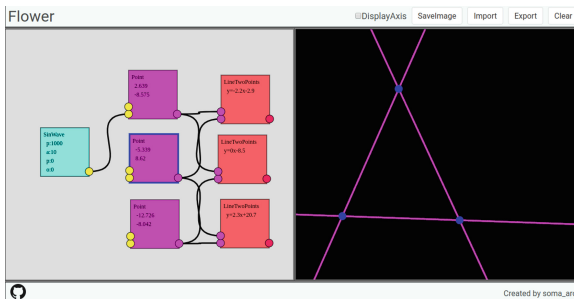 Flower
DisplayAxis SaveImage Import Export Clear
Point
2.639
-8.575
LineTwoPoints
y=-2.2x-2.9
SinWave
p:1000
a:10
p:0
o:0
Point
-5.339
8.62
LineTwoPoints
y=0x-8.5
Point
-12.726
-8.042
LineTwoPoints
y=2.3x+20.7
Created by soma_ar